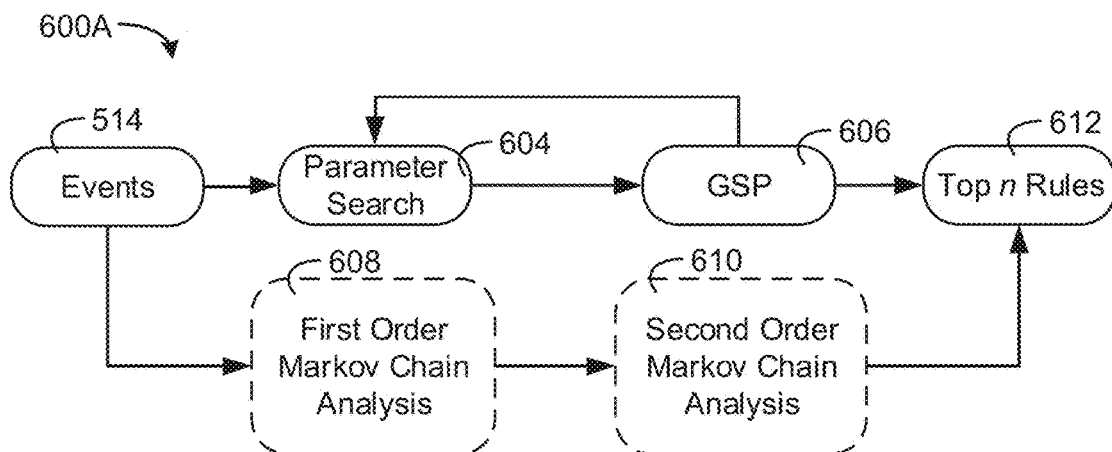 600A
514
Events
Parameter
Search
604
GSP
606
Top n Rules
612
608
First Order
Markov Chain
Analysis
610
Second Order
Markov Chain
Analysis